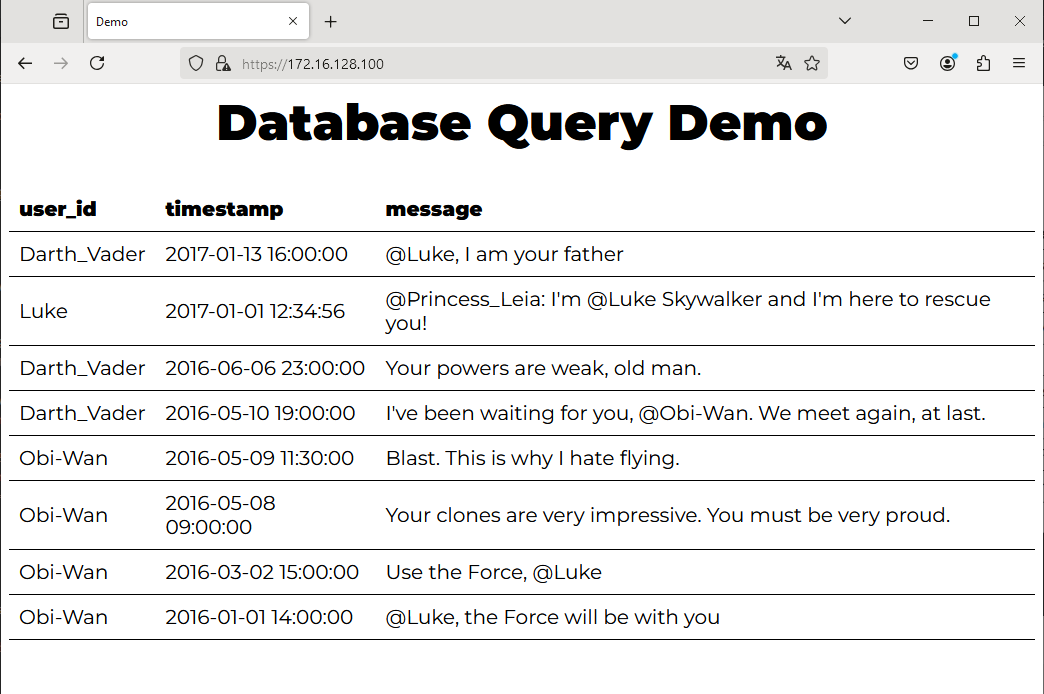 Demo
https://172.16.128.100
Database Query Demo
user_id timestamp message
Darth_Vader 2017-01-13 16:00:00 @Luke, I am your father
Luke 2017-01-01 12:34:56 @Princess_Leia: I'm @Luke Skywalker and I'm here to rescue
you!
Darth_Vader 2016-06-06 23:00:00 Your powers are weak, old man.
Darth_Vader 2016-05-10 19:00:00 I've been waiting for you, @Obi-Wan. We meet again, at last.
Obi-Wan 2016-05-09 11:30:00 Blast. This is why I hate flying.
Obi-Wan 2016-05-08
09:00:00 Your clones are very impressive. You must be very proud.
Obi-Wan 2016-03-02 15:00:00 Use the Force, @Luke
Obi-Wan 2016-01-01 14:00:00 @Luke, the Force will be with you